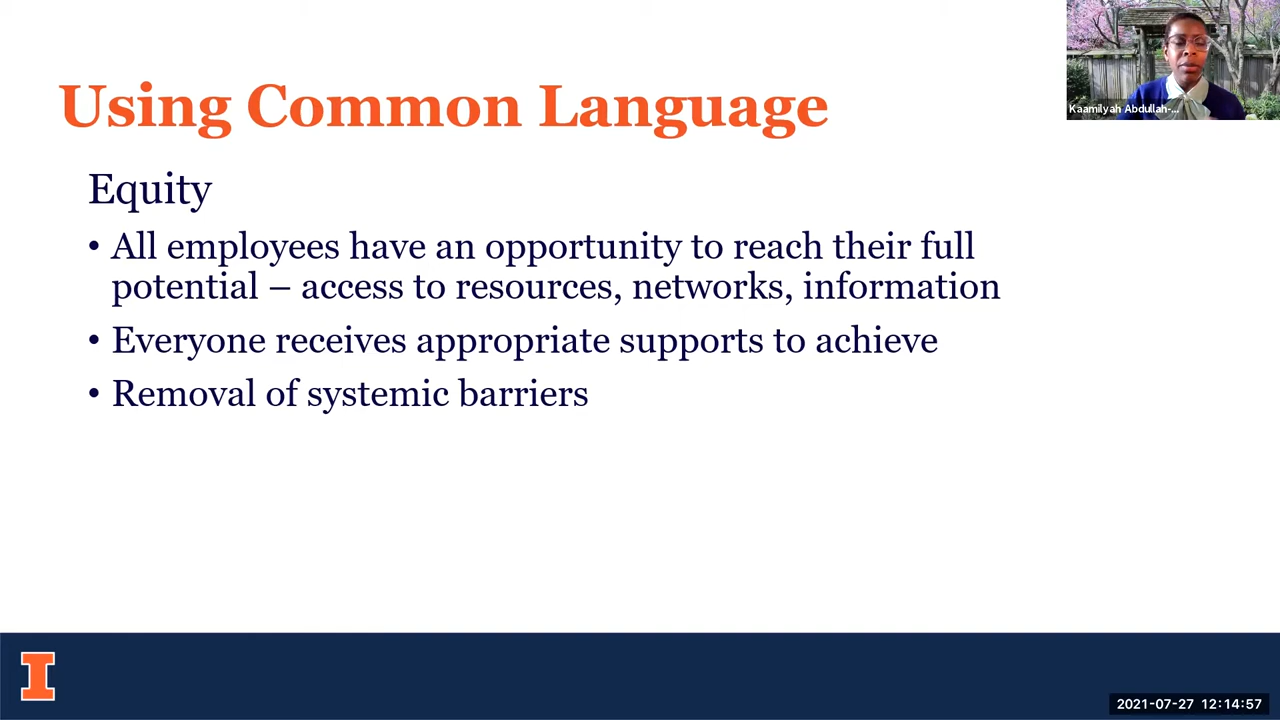 Using Common Language
Kaamilyah Abdullah-...
Equity
• All employees have an opportunity to reach their full
potential – access to resources, networks, information
• Everyone receives appropriate supports to achieve
• Removal of systemic barriers
I
2021-07-27 12:14:57